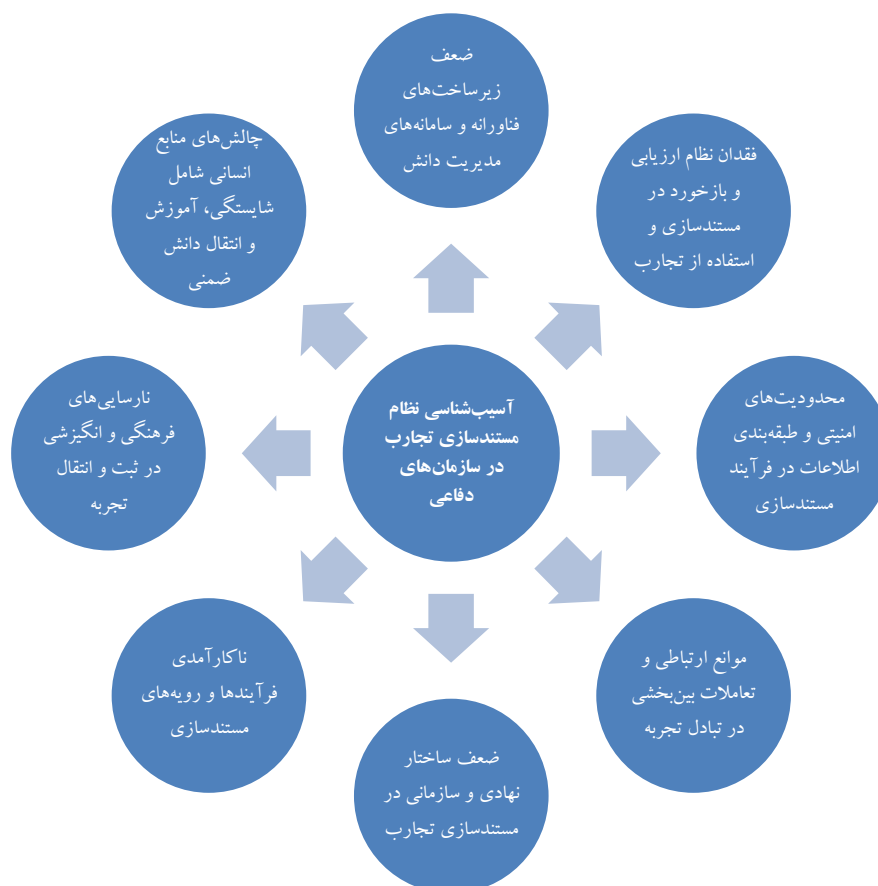 ضعف
زیرساخت‌های
فناورانه و سامانه‌های
مدیریت دانش
فقدان نظام ارزیابی
و بازخورد در
مستندسازی و
استفاده از تجارب
محدودیت‌های
امنیتی و طبقه‌بندی
اطلاعات در فرآیند
مستندسازی
موانع ارتباطی و
تعاملات بین‌بخشی
در تبادل تجربه
ضعف ساختار
نهادی و سازمانی در
مستندسازی تجارب
ناکارآمدی
فرآیندها و رویه‌های
مستندسازی
نارسایی‌های
فرهنگی و انگیزشی
در ثبت و انتقال
تجربه
چالش‌های منابع
انسانی شامل
شایستگی، آموزش
و انتقال دانش
ضمنی
آسیب‌شناسی نظام
مستندسازی تجارب
در سازمان‌های
دفاعی